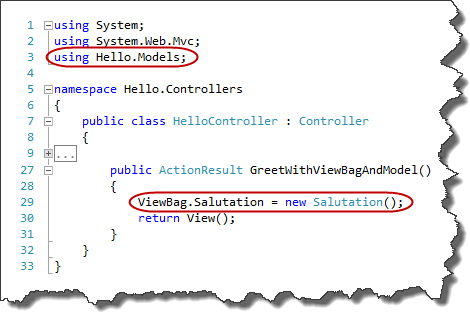 1 using System;
2 using System.Web.Mvc;
3 using Hello.Models;
4
5 namespace Hello.Controllers
6 {
7 public class HelloController : Controller
8 {
9 ...
27 public ActionResult GreetWithViewBagAndModel()
28 {
29 ViewBag.Salutation = new Salutation();
30 return View();
31 }
32 }
33 }